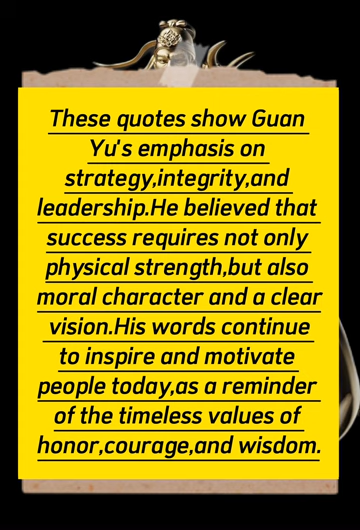 These quotes show Guan
Yu's emphasis on
strategy,integrity,and
leadership.He believed that
success requires not only
physical strength,but also
moral character and a clear
vision.His words continue
to inspire and motivate
people today,as a reminder
of the timeless values of
honor,courage,and wisdom.